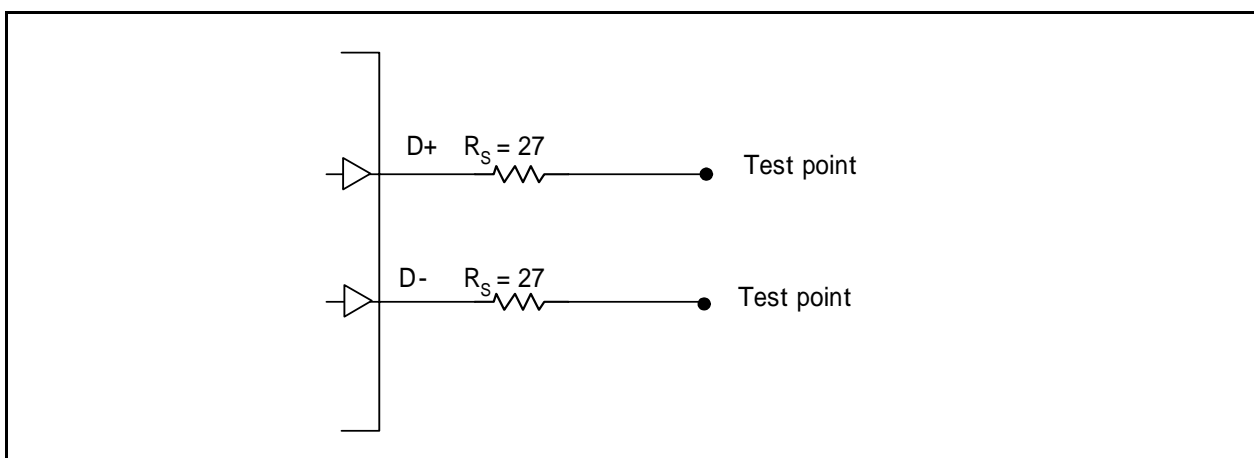 D+ R_S = 27
Test point
D- R_S = 27
Test point